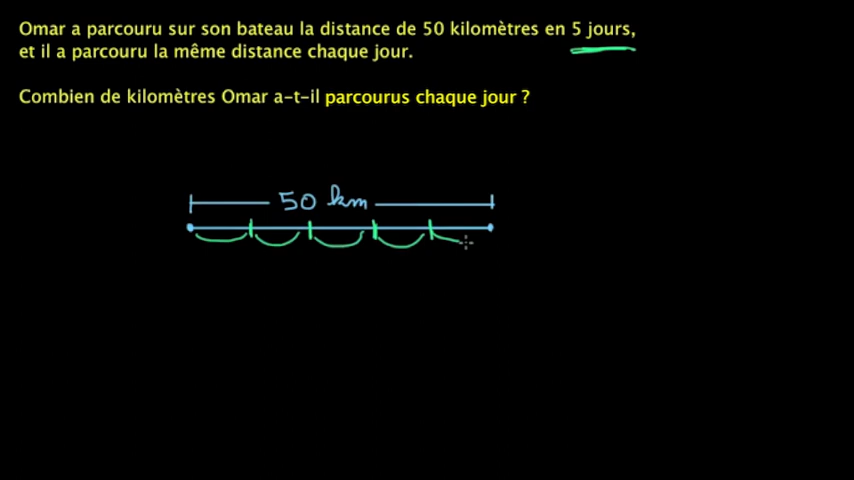 Omar a parcouru sur son bateau la distance de 50 kilomètres en 5 jours,
et il a parcouru la même distance chaque jour.
Combien de kilomètres Omar a-t-il parcourus chaque jour ?
50 km